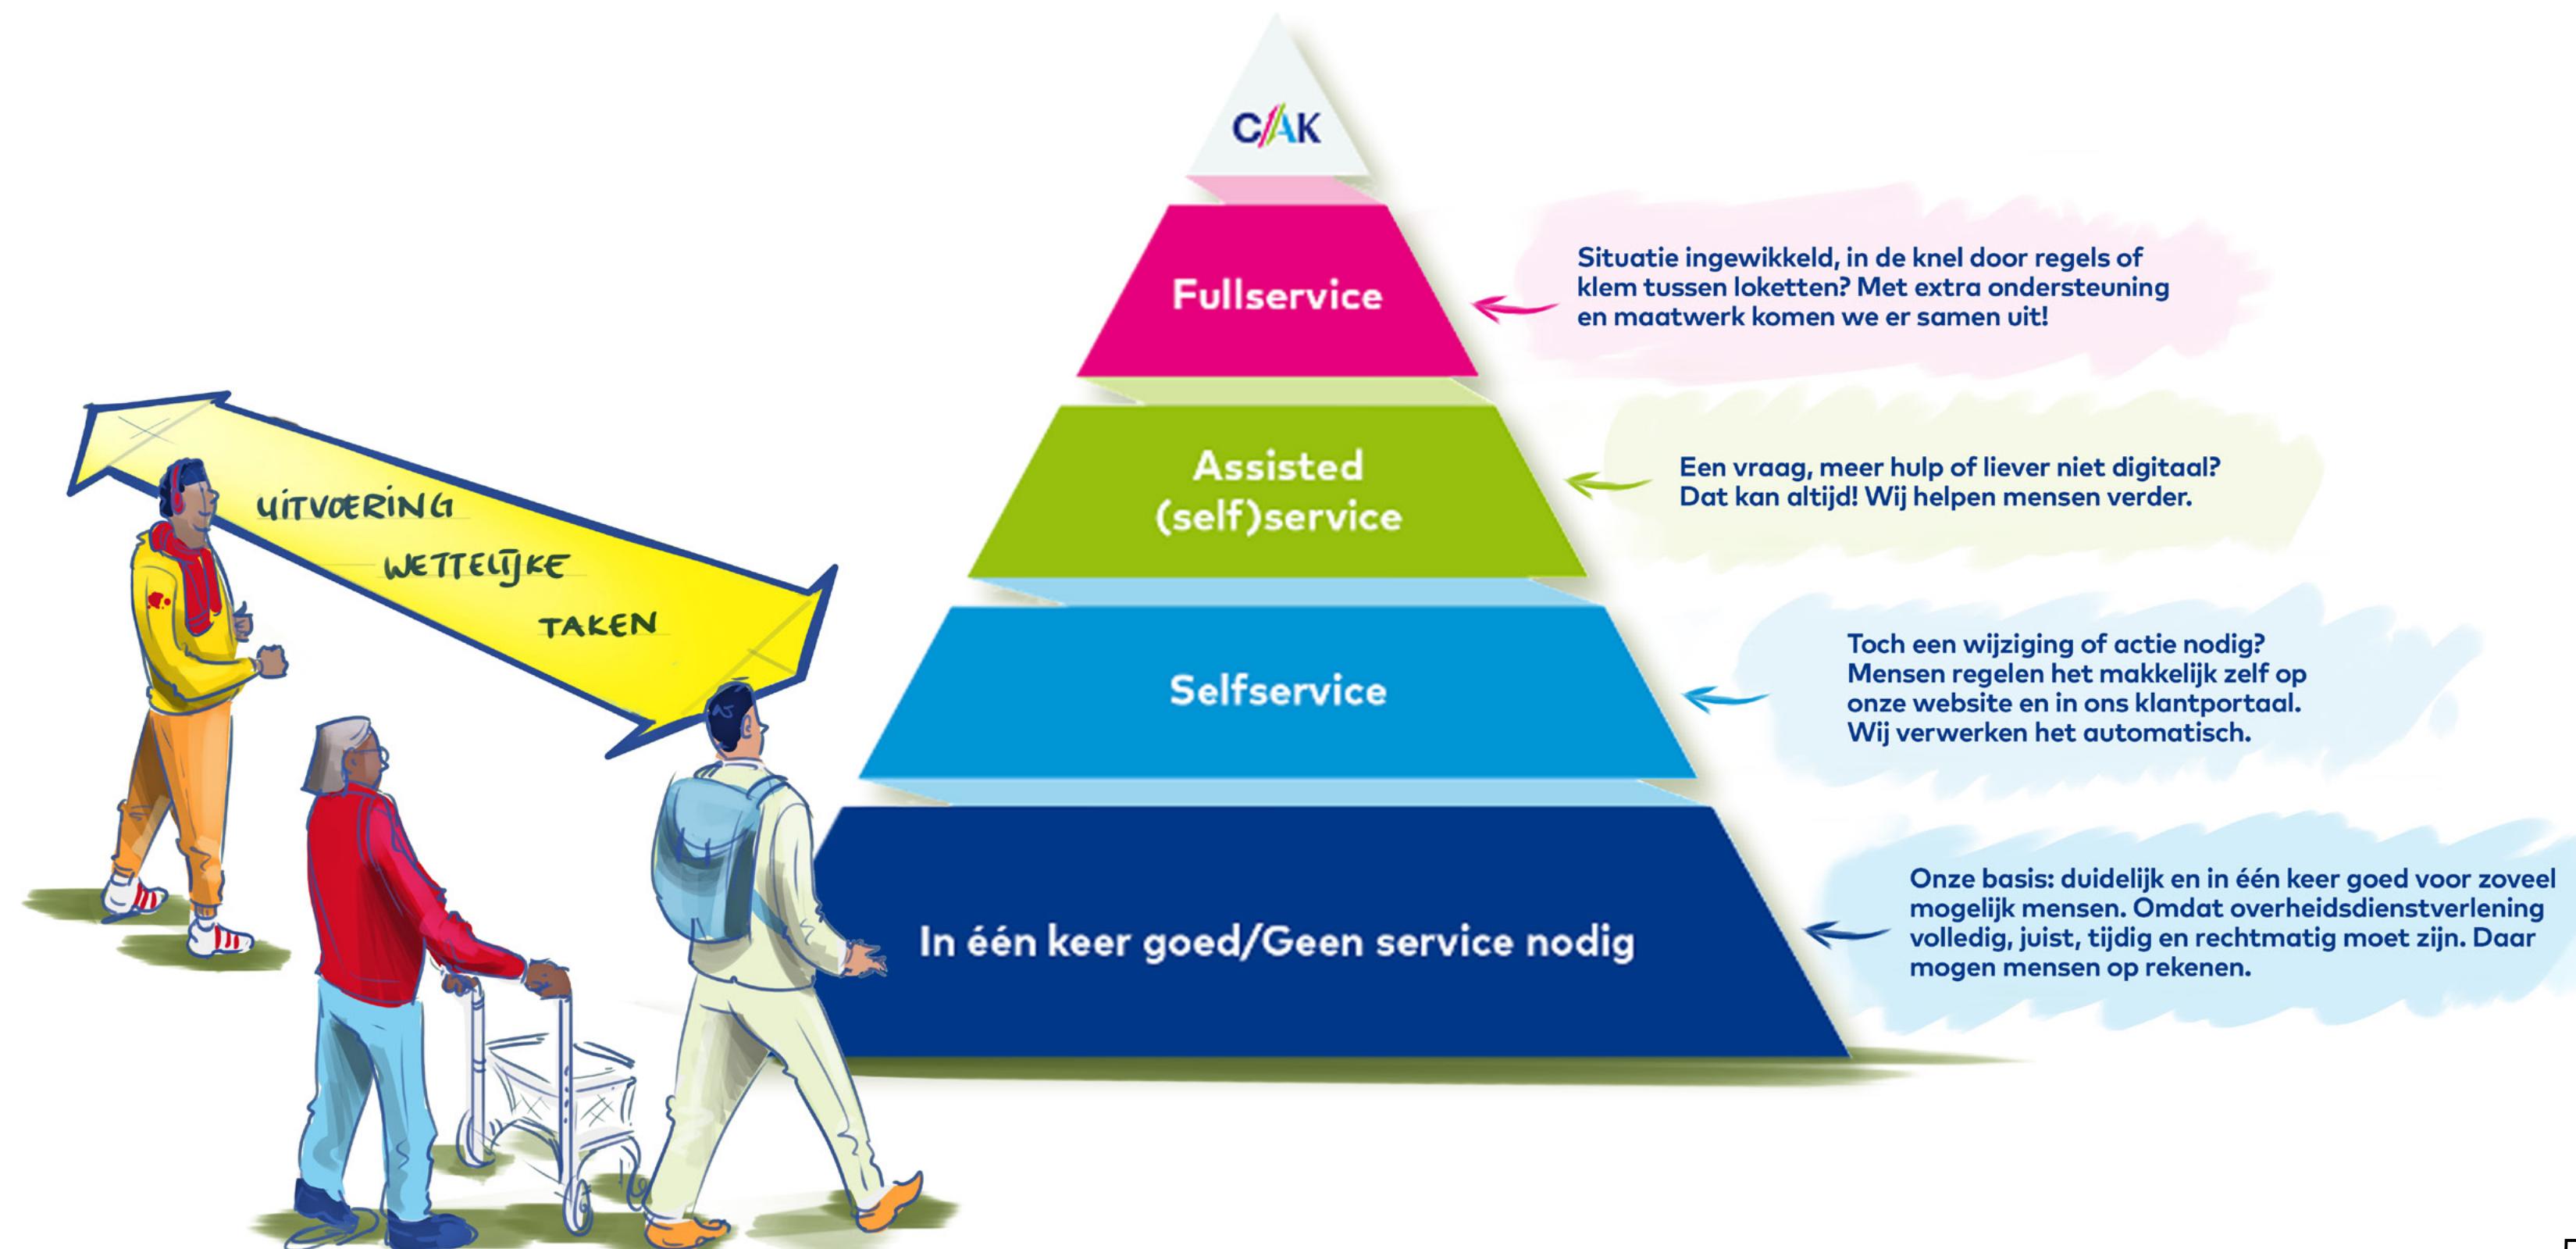 CAK
Fullservice
Situatie ingewikkeld, in de knel door regels of
klem tussen loketten? Met extra ondersteuning
en maatwerk komen we er samen uit!
Assisted
(self)service
Een vraag, meer hulp of liever niet digitaal?
Dat kan altijd! Wij helpen mensen verder.
UITVOERING
WETTELIJKE
TAKEN
Selfservice
Toch een wijziging of actie nodig?
Mensen regelen het makkelijk zelf op
onze website en in ons klantportaal.
Wij verwerken het automatisch.
In één keer goed/Geen service nodig
Onze basis: duidelijk en in één keer goed voor zoveel
mogelijk mensen. Omdat overheidsdienstverlening
volledig, juist, tijdig en rechtmatig moet zijn. Daar
mogen mensen op rekenen.